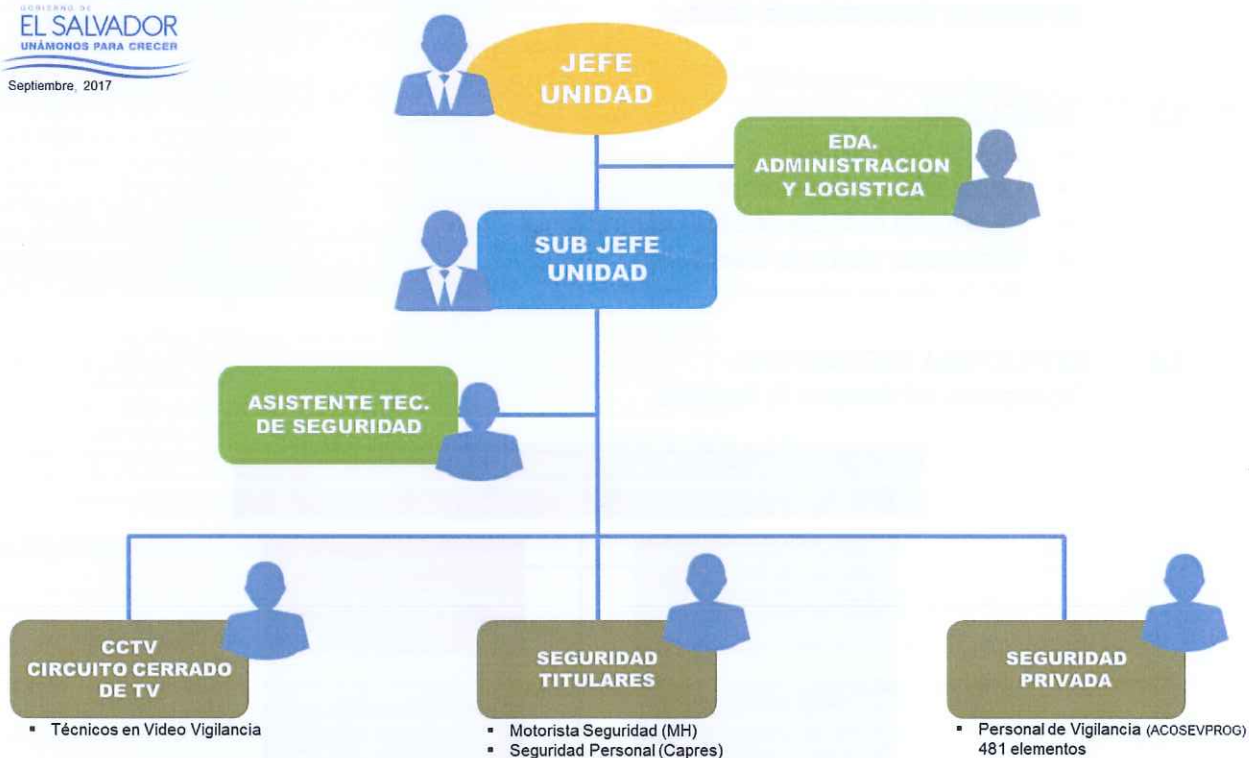 GOBIERNO DE
EL SALVADOR
UNÁMONOS PARA CRECER
Septiembre, 2017
JEFE
UNIDAD
EDA.
ADMINISTRACION
Y LOGISTICA
SUB JEFE
UNIDAD
ASISTENTE TEC.
DE SEGURIDAD
CCTV
CIRCUITO CERRADO
DE TV
▪ Técnicos en Video Vigilancia
SEGURIDAD
TITULARES
▪ Motorista Seguridad (MH)
▪ Seguridad Personal (Capres)
SEGURIDAD
PRIVADA
▪ Personal de Vigilancia (ACOSEVPROG)
481 elementos